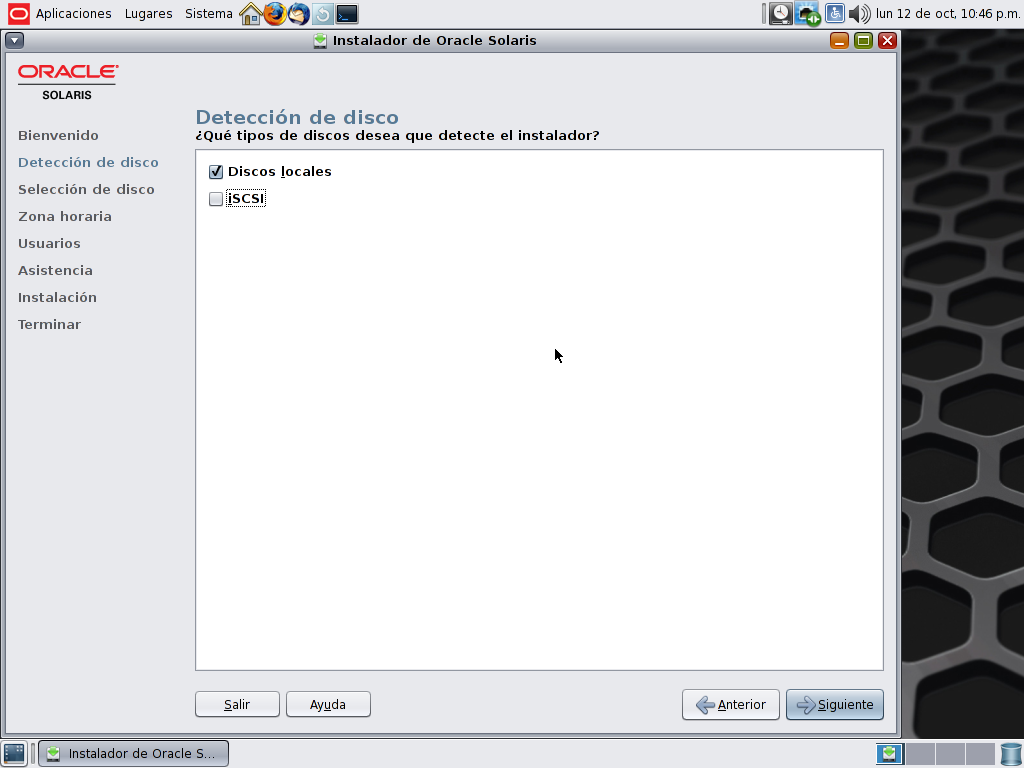 Aplicaciones Lugares Sistema lun 12 de oct, 10:46 p.m.
Instalador de Oracle Solaris
ORACLE®
SOLARIS
Detección de disco
¿Qué tipos de discos desea que detecte el instalador?
Bienvenido
Detección de disco
Selección de disco
Zona horaria
Usuarios
Asistencia
Instalación
Terminar
Discos locales
iSCSI
Salir Ayuda Anterior Siguiente
Instalador de Oracle S...